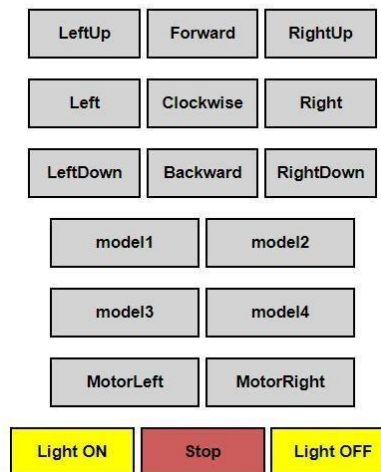 LeftUp Forward RightUp
Left Clockwise Right
LeftDown Backward RightDown
model1 model2
model3 model4
MotorLeft MotorRight
Light ON Stop Light OFF